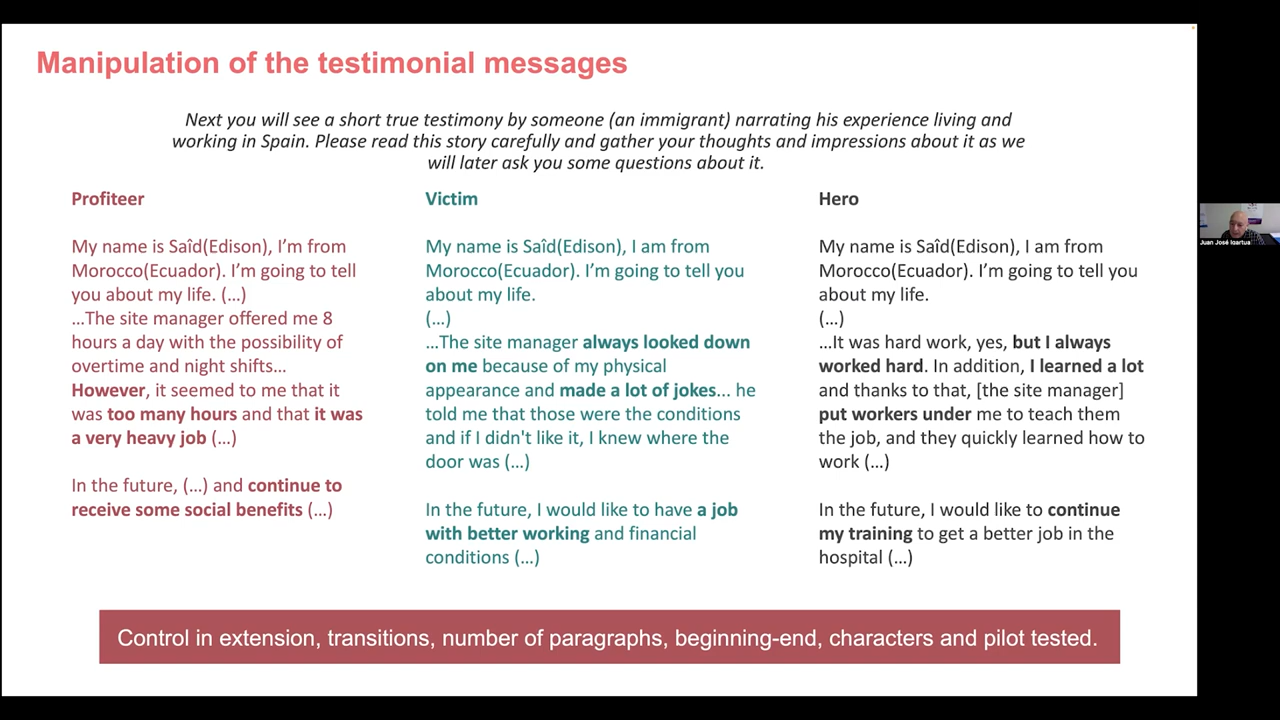 Manipulation of the testimonial messages
Next you will see a short true testimony by someone (an immigrant) narrating his experience living and
working in Spain. Please read this story carefully and gather your thoughts and impressions about it as we
will later ask you some questions about it.
Profiteer
My name is Saîd(Edison), I’m from
Morocco(Ecuador). I’m going to tell
you about my life. (…)
…The site manager offered me 8
hours a day with the possibility of
overtime and night shifts…
However, it seemed to me that it
was too many hours and that it was
a very heavy job (…)
In the future, (…) and continue to
receive some social benefits (…)
Victim
My name is Saîd(Edison), I am from
Morocco(Ecuador). I’m going to tell you
about my life.
(…)
…The site manager always looked down
on me because of my physical
appearance and made a lot of jokes… he
told me that those were the conditions
and if I didn't like it, I knew where the
door was (…)
In the future, I would like to have a job
with better working and financial
conditions (…)
Hero
My name is Saîd(Edison), I am from
Morocco(Ecuador). I’m going to tell you
about my life.
(…)
…It was hard work, yes, but I always
worked hard. In addition, I learned a lot
and thanks to that, [the site manager]
put workers under me to teach them
the job, and they quickly learned how to
work (…)
In the future, I would like to continue
my training to get a better job in the
hospital (…)
Control in extension, transitions, number of paragraphs, beginning-end, characters and pilot tested.
Juan José Igartua